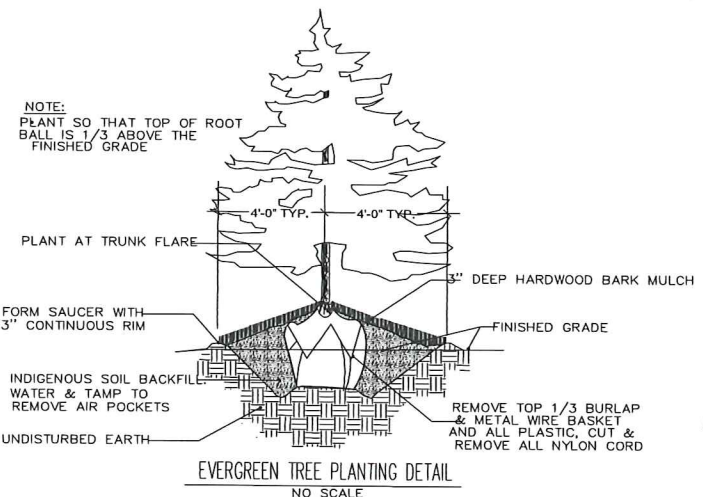 NOTE:
PLANT SO THAT TOP OF ROOT
BALL IS 1/3 ABOVE THE
FINISHED GRADE
4'-0" TYP.
4'-0" TYP.
PLANT AT TRUNK FLARE
3" DEEP HARDWOOD BARK MULCH
FORM SAUCER WITH
3" CONTINUOUS RIM
FINISHED GRADE
INDIGENOUS SOIL BACKFILL.
WATER & TAMP TO
REMOVE AIR POCKETS
REMOVE TOP 1/3 BURLAP
& METAL WIRE BASKET
AND ALL PLASTIC, CUT &
REMOVE ALL NYLON CORD
UNDISTURBED EARTH
EVERGREEN TREE PLANTING DETAIL
NO SCALE